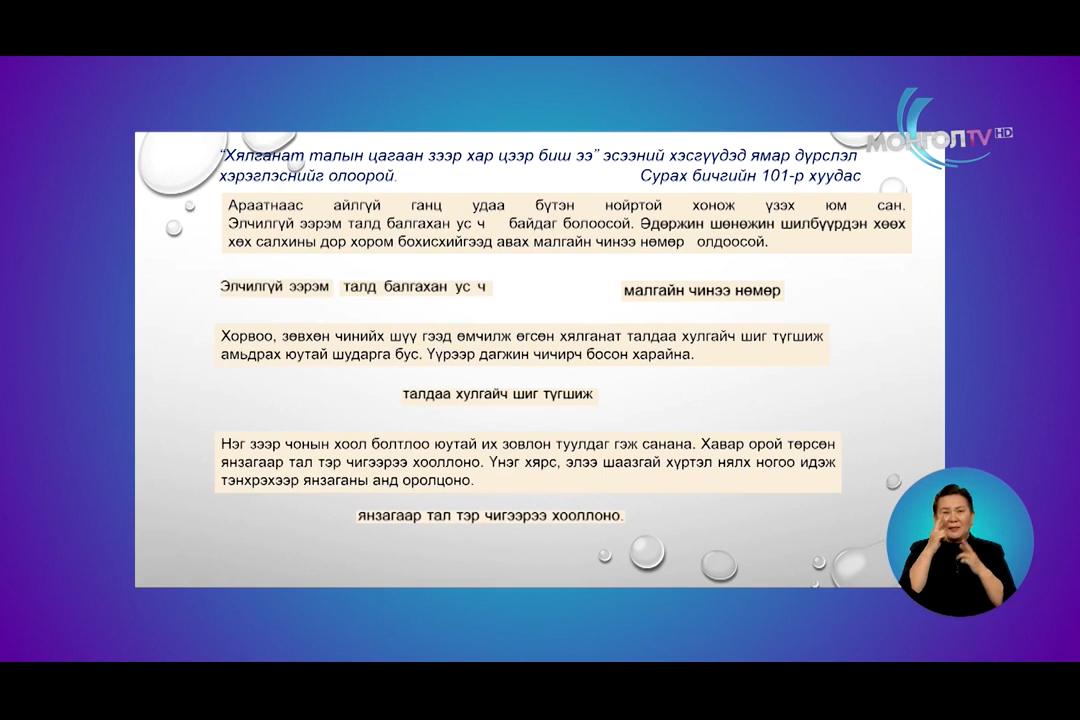 МОНГОЛTV HD
“Хялганат талын цагаан зээр хар цээр биш ээ” эсээний хэсгүүдэд ямар дүрслэл
хэрэглэснийг олоорой. Сурах бичгийн 101-р хуудас
Араатнаас айлгүй ганц удаа бүтэн нойртой хонож үзэх юм сан.
Элчилгүй ээрэм талд балгахан ус ч байдаг болоосой. Өдөржин шөнөжин шилбүүрдэн хөөх
хөх салхины дор хором бохисхийгээд авах малгайн чинээ нөмөр олдоосой.
Элчилгүй ээрэм талд балгахан ус ч малгайн чинээ нөмөр
Хорвоо, зөвхөн чинийх шүү гээд өмчилж өгсөн хялганат талдаа хулгайч шиг түгшиж
амьдрах юутай шударга бус. Үүрээр дагжин чичирч босон харайна.
талдаа хулгайч шиг түгшиж
Нэг зээр чонын хоол болтлоо юутай их зовлон туулдаг гэж санана. Хавар орой төрсөн
янзагаар тал тэр чигээрээ хооллоно. Үнэг хярс, элээ шаазгай хүртэл нялх ногоо идэж
тэнхрэхээр янзаганы анд оролцоно.
янзагаар тал тэр чигээрээ хооллоно.